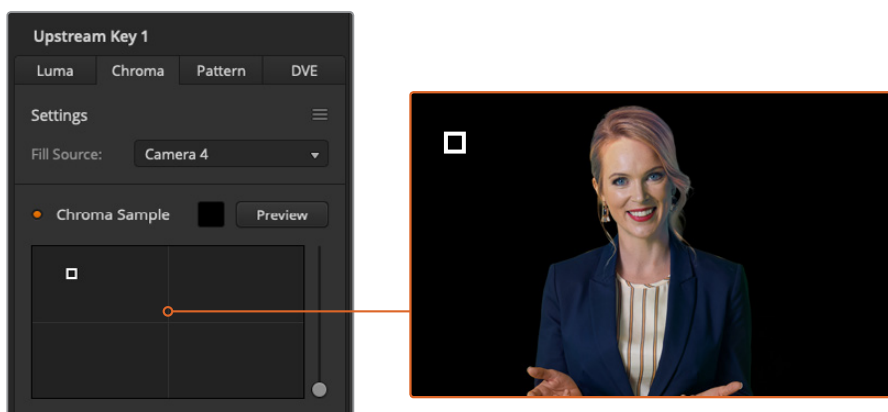 Upstream Key 1
Luma Chroma Pattern DVE
Settings
Fill Source: Camera 4
Chroma Sample Preview